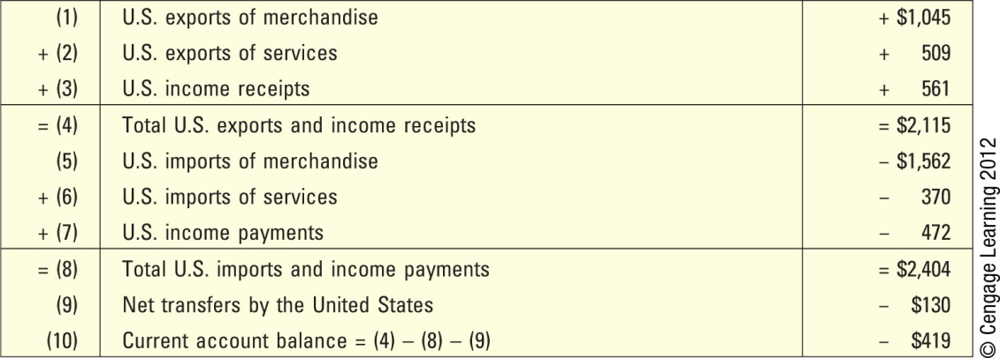 (1) U.S. exports of merchandise + $1,045
+ (2) U.S. exports of services + 509
+ (3) U.S. income receipts + 561
= (4) Total U.S. exports and income receipts = $2,115
(5) U.S. imports of merchandise – $1,562
+ (6) U.S. imports of services – 370
+ (7) U.S. income payments – 472
= (8) Total U.S. imports and income payments = $2,404
(9) Net transfers by the United States – $130
(10) Current account balance = (4) – (8) – (9) – $419
© Cengage Learning 2012